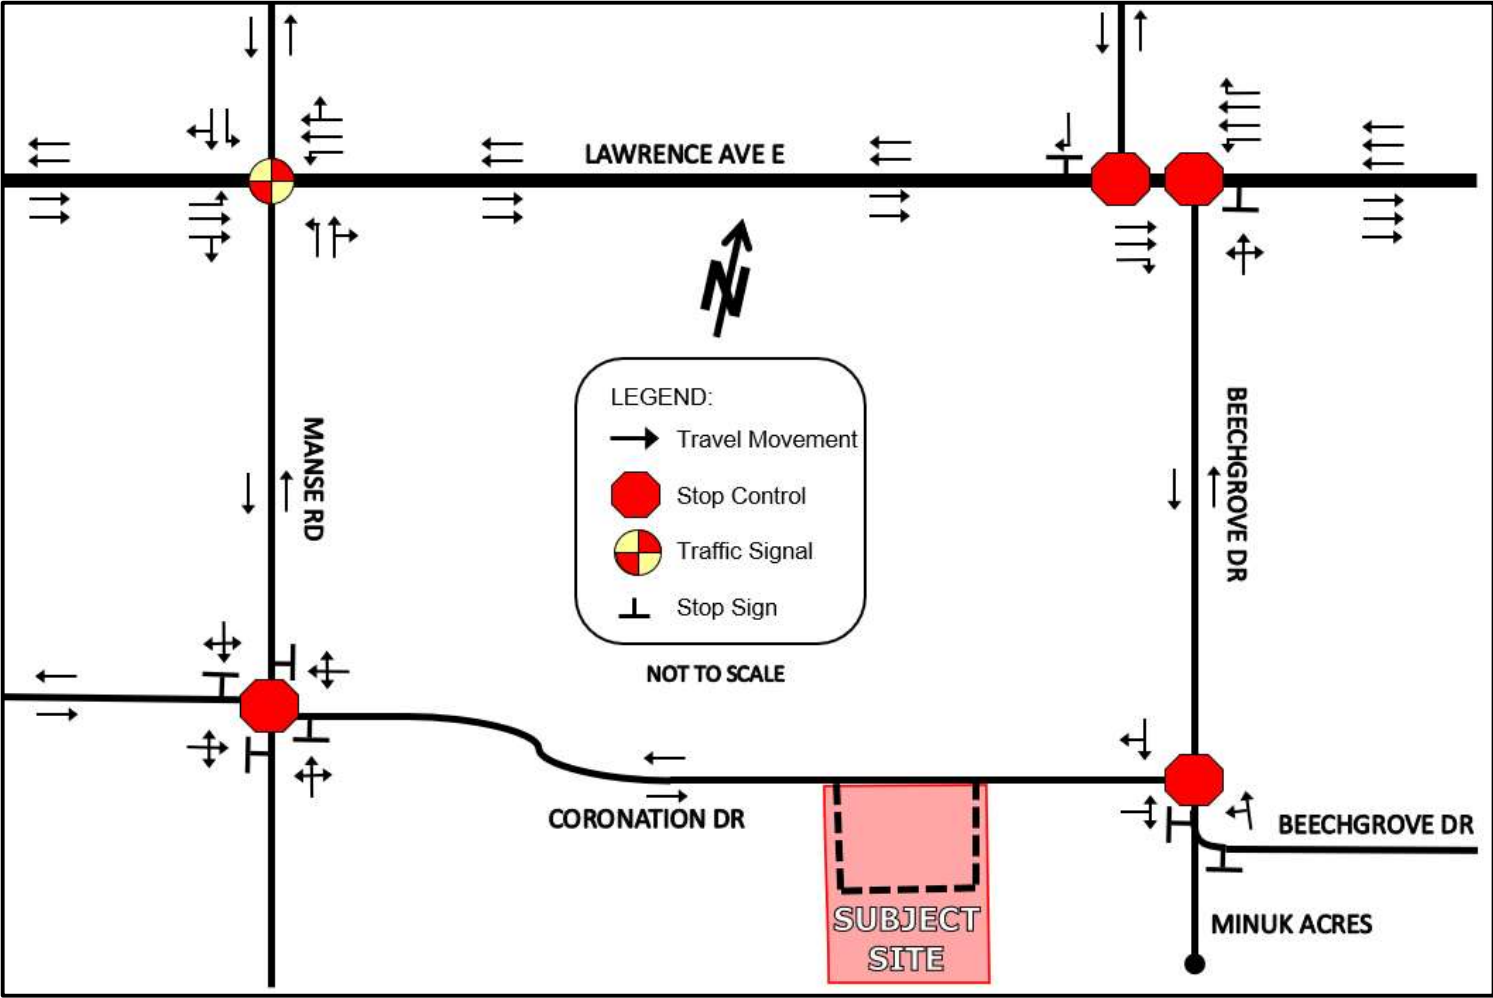 LAWRENCE AVE E
N
MANSE RD
BEECHGROVE DR
LEGEND:
Travel Movement
Stop Control
Traffic Signal
Stop Sign
NOT TO SCALE
CORONATION DR
BEECHGROVE DR
SUBJECT
SITE
MINUK ACRES